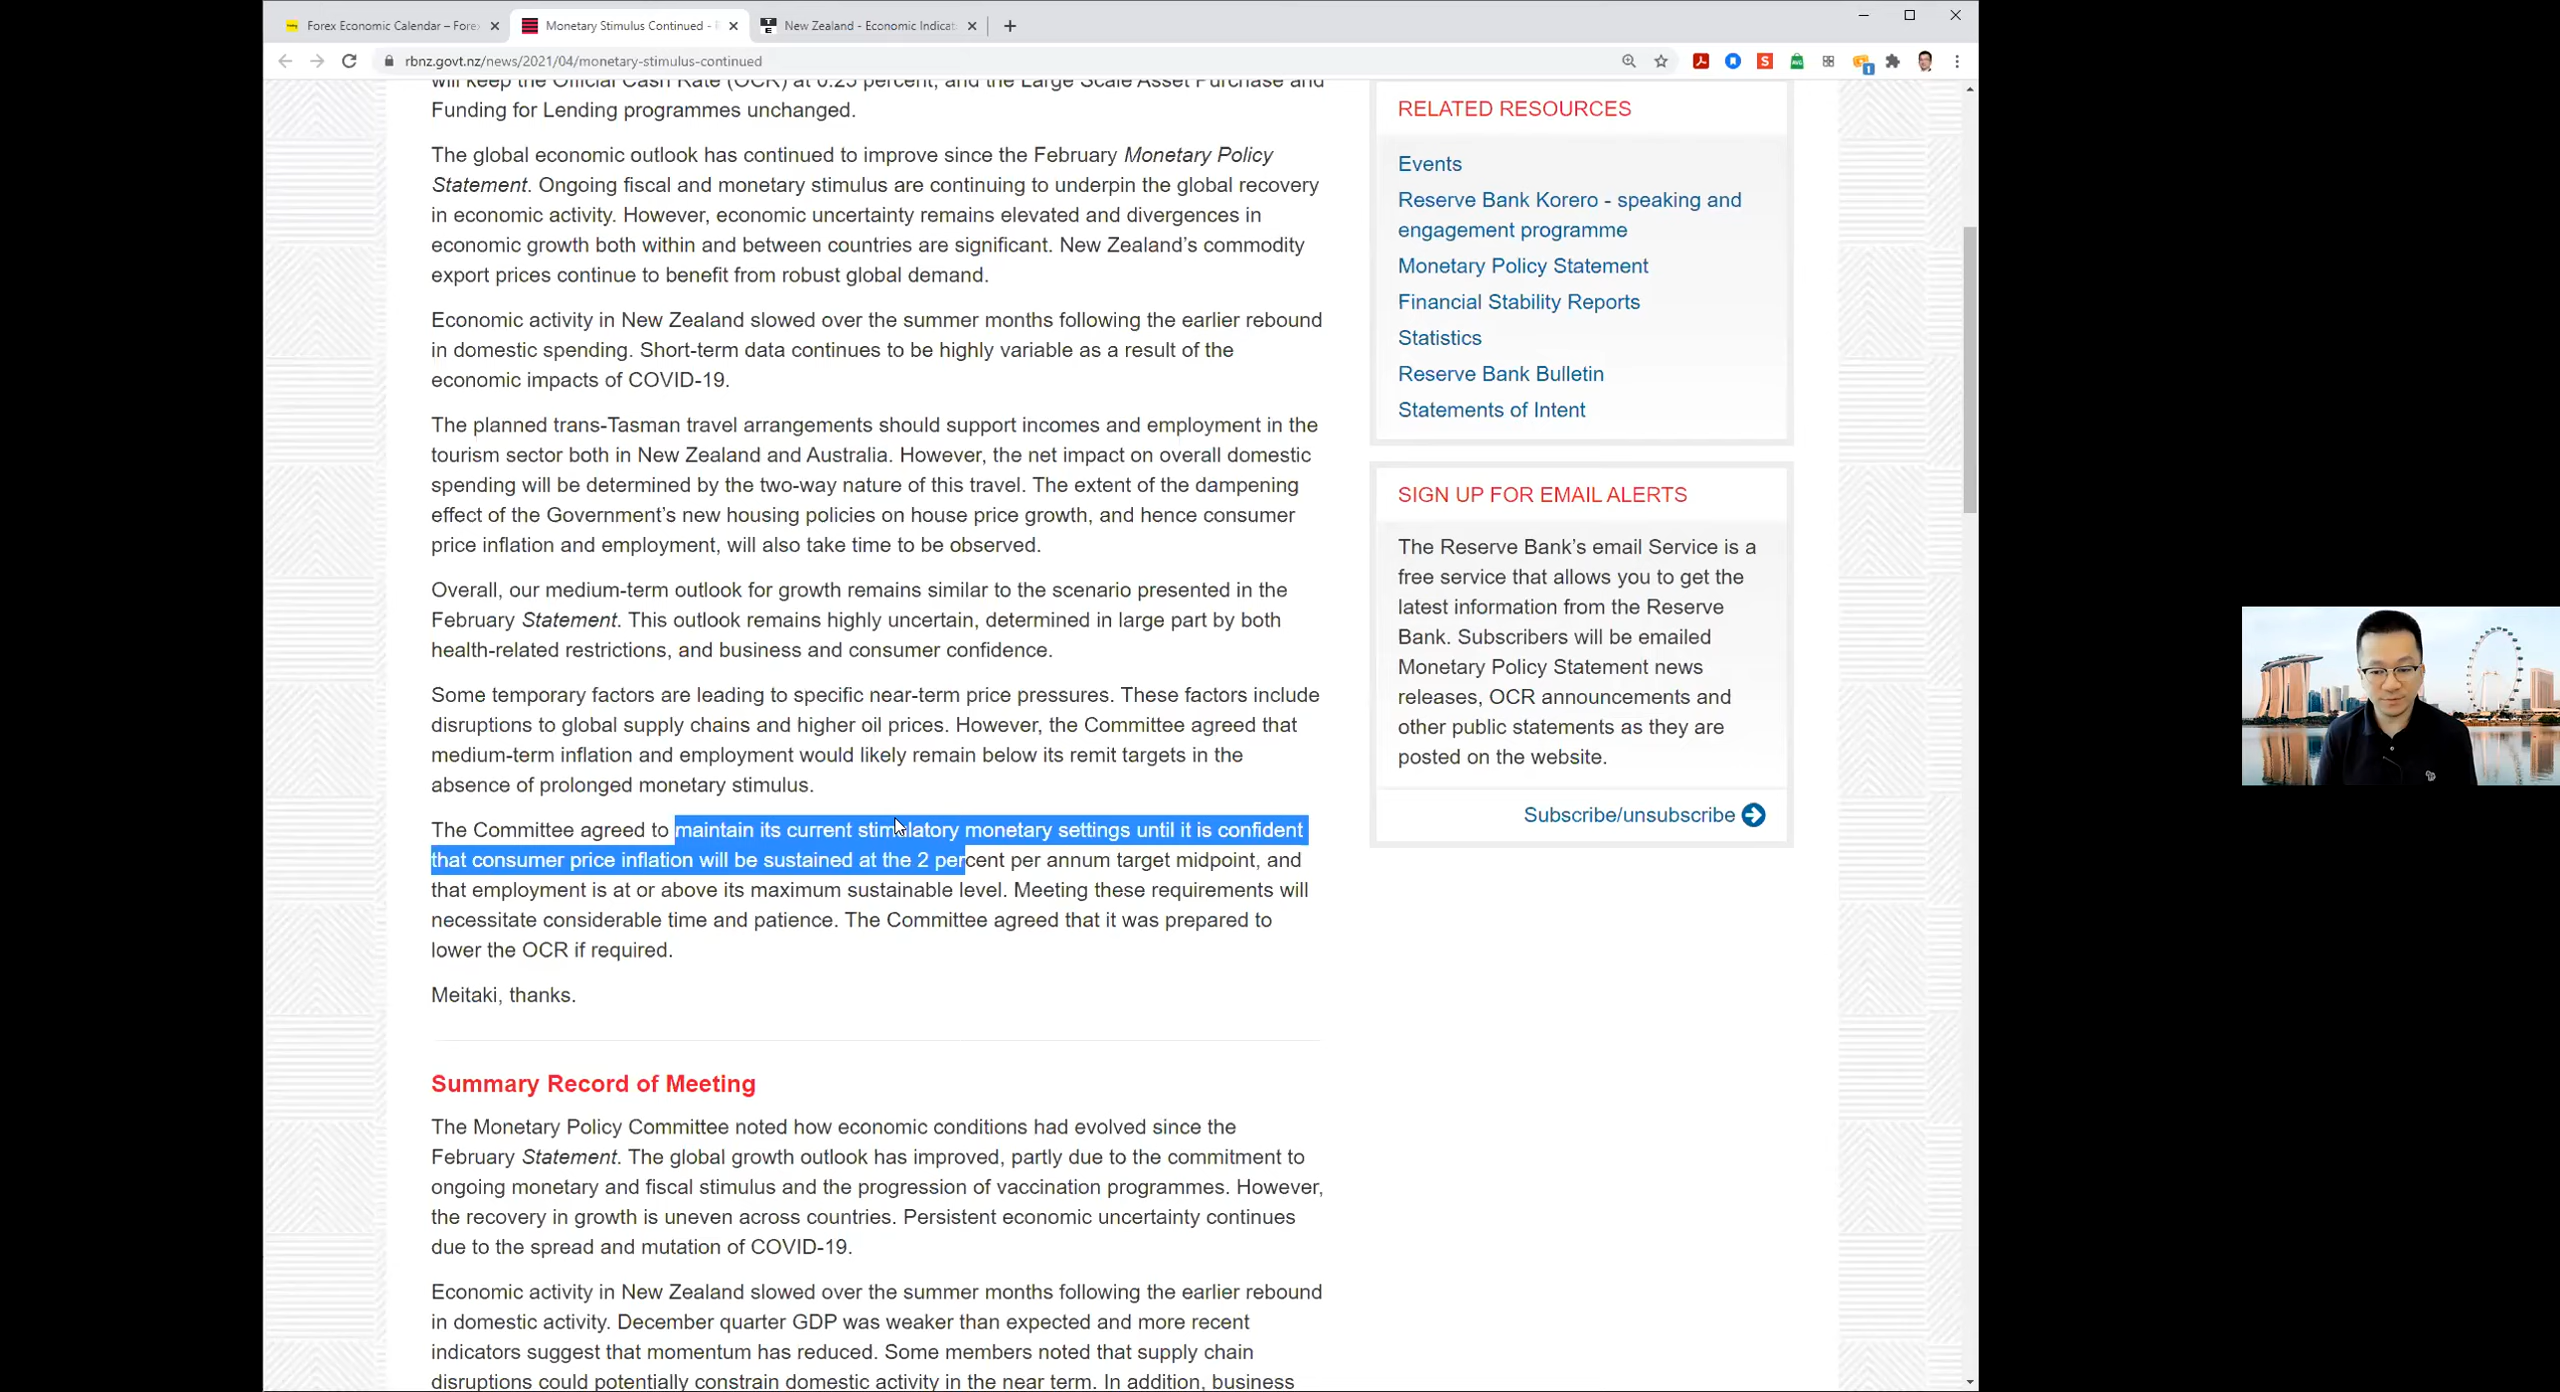 Forex Economic Calendar – Fore
Monetary Stimulus Continued -
New Zealand - Economic Indicat
rbnz.govt.nz/news/2021/04/monetary-stimulus-continued
will keep the Official Cash Rate (OCR) at 0.25 percent, and the Large Scale Asset Purchase and
Funding for Lending programmes unchanged.
The global economic outlook has continued to improve since the February Monetary Policy
Statement. Ongoing fiscal and monetary stimulus are continuing to underpin the global recovery
in economic activity. However, economic uncertainty remains elevated and divergences in
economic growth both within and between countries are significant. New Zealand’s commodity
export prices continue to benefit from robust global demand.
Economic activity in New Zealand slowed over the summer months following the earlier rebound
in domestic spending. Short-term data continues to be highly variable as a result of the
economic impacts of COVID-19.
The planned trans-Tasman travel arrangements should support incomes and employment in the
tourism sector both in New Zealand and Australia. However, the net impact on overall domestic
spending will be determined by the two-way nature of this travel. The extent of the dampening
effect of the Government’s new housing policies on house price growth, and hence consumer
price inflation and employment, will also take time to be observed.
Overall, our medium-term outlook for growth remains similar to the scenario presented in the
February Statement. This outlook remains highly uncertain, determined in large part by both
health-related restrictions, and business and consumer confidence.
Some temporary factors are leading to specific near-term price pressures. These factors include
disruptions to global supply chains and higher oil prices. However, the Committee agreed that
medium-term inflation and employment would likely remain below its remit targets in the
absence of prolonged monetary stimulus.
The Committee agreed to maintain its current stimulatory monetary settings until it is confident
that consumer price inflation will be sustained at the 2 percent per annum target midpoint, and
that employment is at or above its maximum sustainable level. Meeting these requirements will
necessitate considerable time and patience. The Committee agreed that it was prepared to
lower the OCR if required.
Meitaki, thanks.
Summary Record of Meeting
The Monetary Policy Committee noted how economic conditions had evolved since the
February Statement. The global growth outlook has improved, partly due to the commitment to
ongoing monetary and fiscal stimulus and the progression of vaccination programmes. However,
the recovery in growth is uneven across countries. Persistent economic uncertainty continues
due to the spread and mutation of COVID-19.
Economic activity in New Zealand slowed over the summer months following the earlier rebound
in domestic activity. December quarter GDP was weaker than expected and more recent
indicators suggest that momentum has reduced. Some members noted that supply chain
disruptions could potentially constrain domestic activity in the near term. In addition, business
RELATED RESOURCES
Events
Reserve Bank Korero - speaking and
engagement programme
Monetary Policy Statement
Financial Stability Reports
Statistics
Reserve Bank Bulletin
Statements of Intent
SIGN UP FOR EMAIL ALERTS
The Reserve Bank’s email Service is a
free service that allows you to get the
latest information from the Reserve
Bank. Subscribers will be emailed
Monetary Policy Statement news
releases, OCR announcements and
other public statements as they are
posted on the website.
Subscribe/unsubscribe